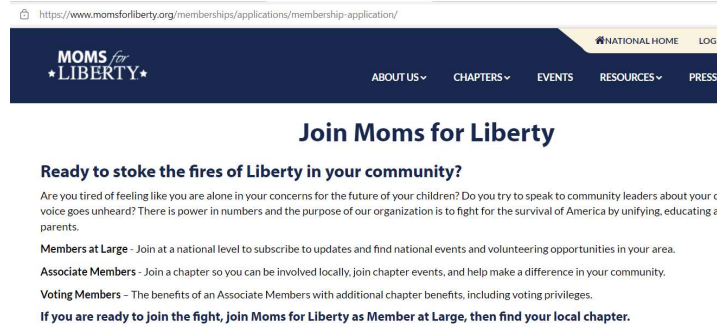 https://www.momsforliberty.org/memberships/applications/membership-application/
NATIONAL HOME LOG
MOMS for
LIBERTY
ABOUT US CHAPTERS EVENTS RESOURCES PRESS
Join Moms for Liberty
Ready to stoke the fires of Liberty in your community?
Are you tired of feeling like you are alone in your concerns for the future of your children? Do you try to speak to community leaders about your
voice goes unheard? There is power in numbers and the purpose of our organization is to fight for the survival of America by unifying, educating
parents.
Members at Large - Join at a national level to subscribe to updates and find national events and volunteering opportunities in your area.
Associate Members - Join a chapter so you can be involved locally, join chapter events, and help make a difference in your community.
Voting Members – The benefits of an Associate Members with additional chapter benefits, including voting privileges.
If you are ready to join the fight, join Moms for Liberty as Member at Large, then find your local chapter.